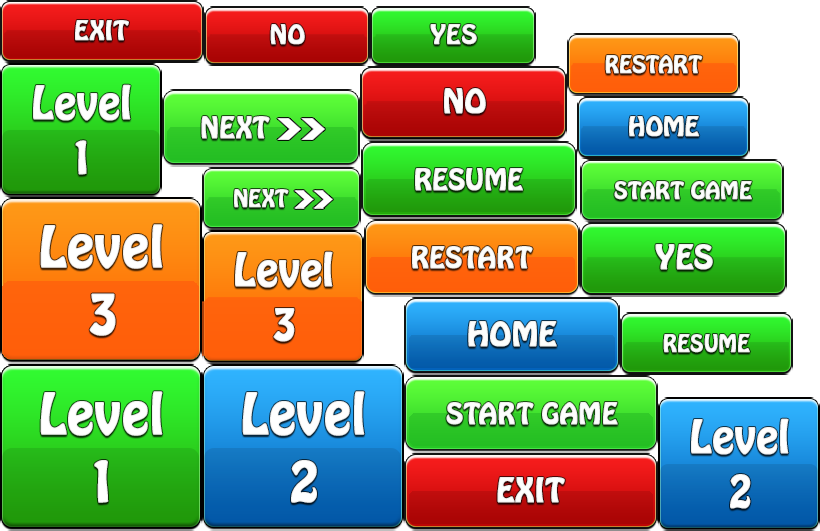 EXIT
NO
YES
RESTART
Level
1
NEXT >>
NO
HOME
NEXT >>
RESUME
START GAME
Level
3
Level
3
RESTART
YES
HOME
RESUME
Level
1
Level
2
START GAME
EXIT
Level
2